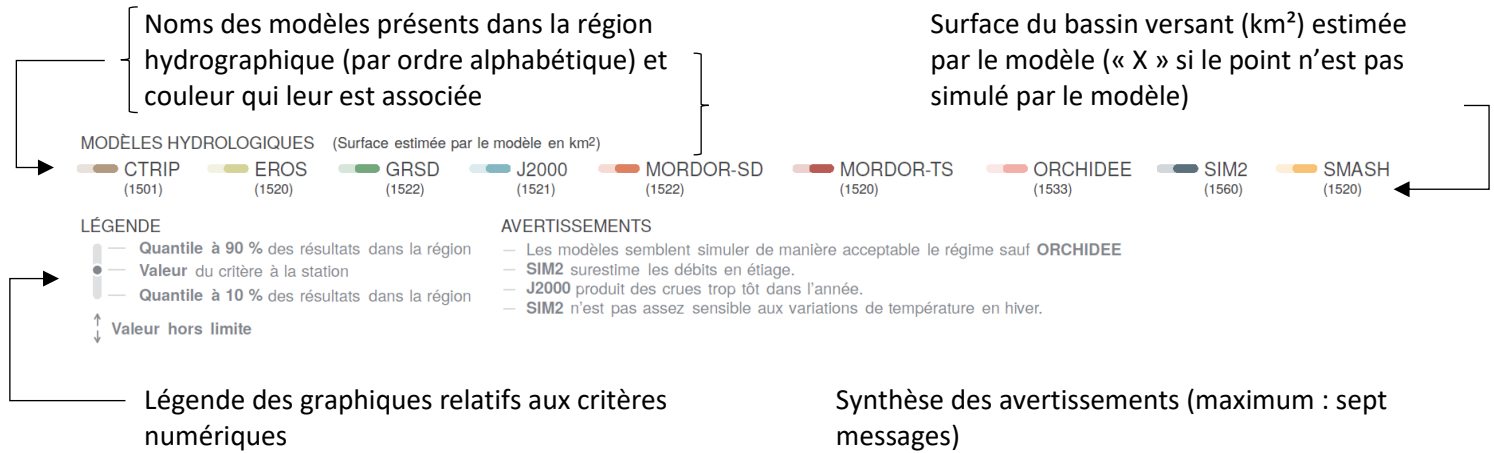 Noms des modèles présents dans la région
hydrographique (par ordre alphabétique) et
couleur qui leur est associée
Surface du bassin versant (km²) estimée
par le modèle (« X » si le point n’est pas
simulé par le modèle)
MODÈLES HYDROLOGIQUES (Surface estimée par le modèle en km²)
CTRIP EROS GRSD J2000 MORDOR-SD MORDOR-TS ORCHIDEE SIM2 SMASH
(1501) (1520) (1522) (1521) (1522) (1520) (1533) (1560) (1520)
LÉGENDE
— Quantile à 90 % des résultats dans la région
— Valeur du critère à la station
— Quantile à 10 % des résultats dans la région
Valeur hors limite
AVERTISSEMENTS
— Les modèles semblent simuler de manière acceptable le régime sauf ORCHIDEE
— SIM2 surestime les débits en étiage.
— J2000 produit des crues trop tôt dans l’année.
— SIM2 n’est pas assez sensible aux variations de température en hiver.
Légende des graphiques relatifs aux critères
numériques
Synthèse des avertissements (maximum : sept
messages)